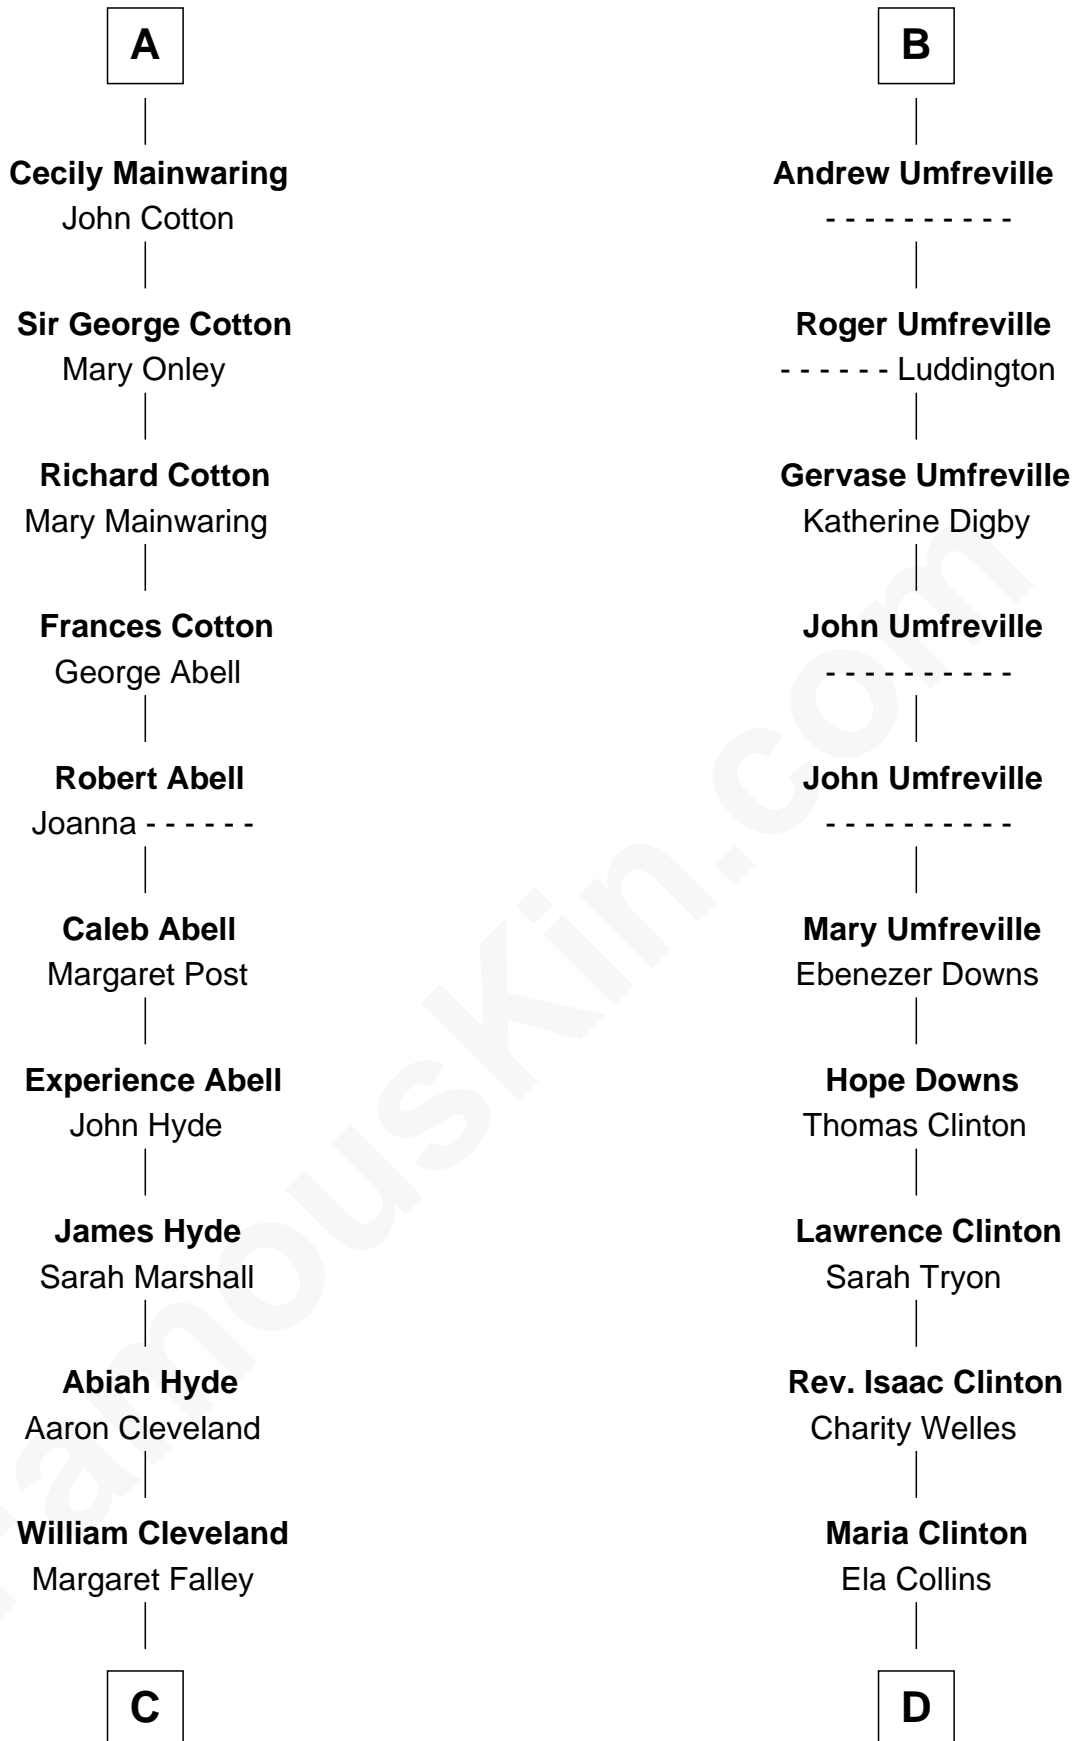 A
Cecily Mainwaring
John Cotton
Sir George Cotton
Mary Onley
Richard Cotton
Mary Mainwaring
Frances Cotton
George Abell
Robert Abell
Joanna - - - - - -
Caleb Abell
Margaret Post
Experience Abell
John Hyde
James Hyde
Sarah Marshall
Abiah Hyde
Aaron Cleveland
William Cleveland
Margaret Falley
C
B
Andrew Umfreville
- - - - - - - - - -
Roger Umfreville
- - - - - - Luddington
Gervase Umfreville
Katherine Digby
John Umfreville
- - - - - - - - - -
John Umfreville
- - - - - - - - - -
Mary Umfreville
Ebenezer Downs
Hope Downs
Thomas Clinton
Lawrence Clinton
Sarah Tryon
Rev. Isaac Clinton
Charity Welles
Maria Clinton
Ela Collins
D
FamousKin.com